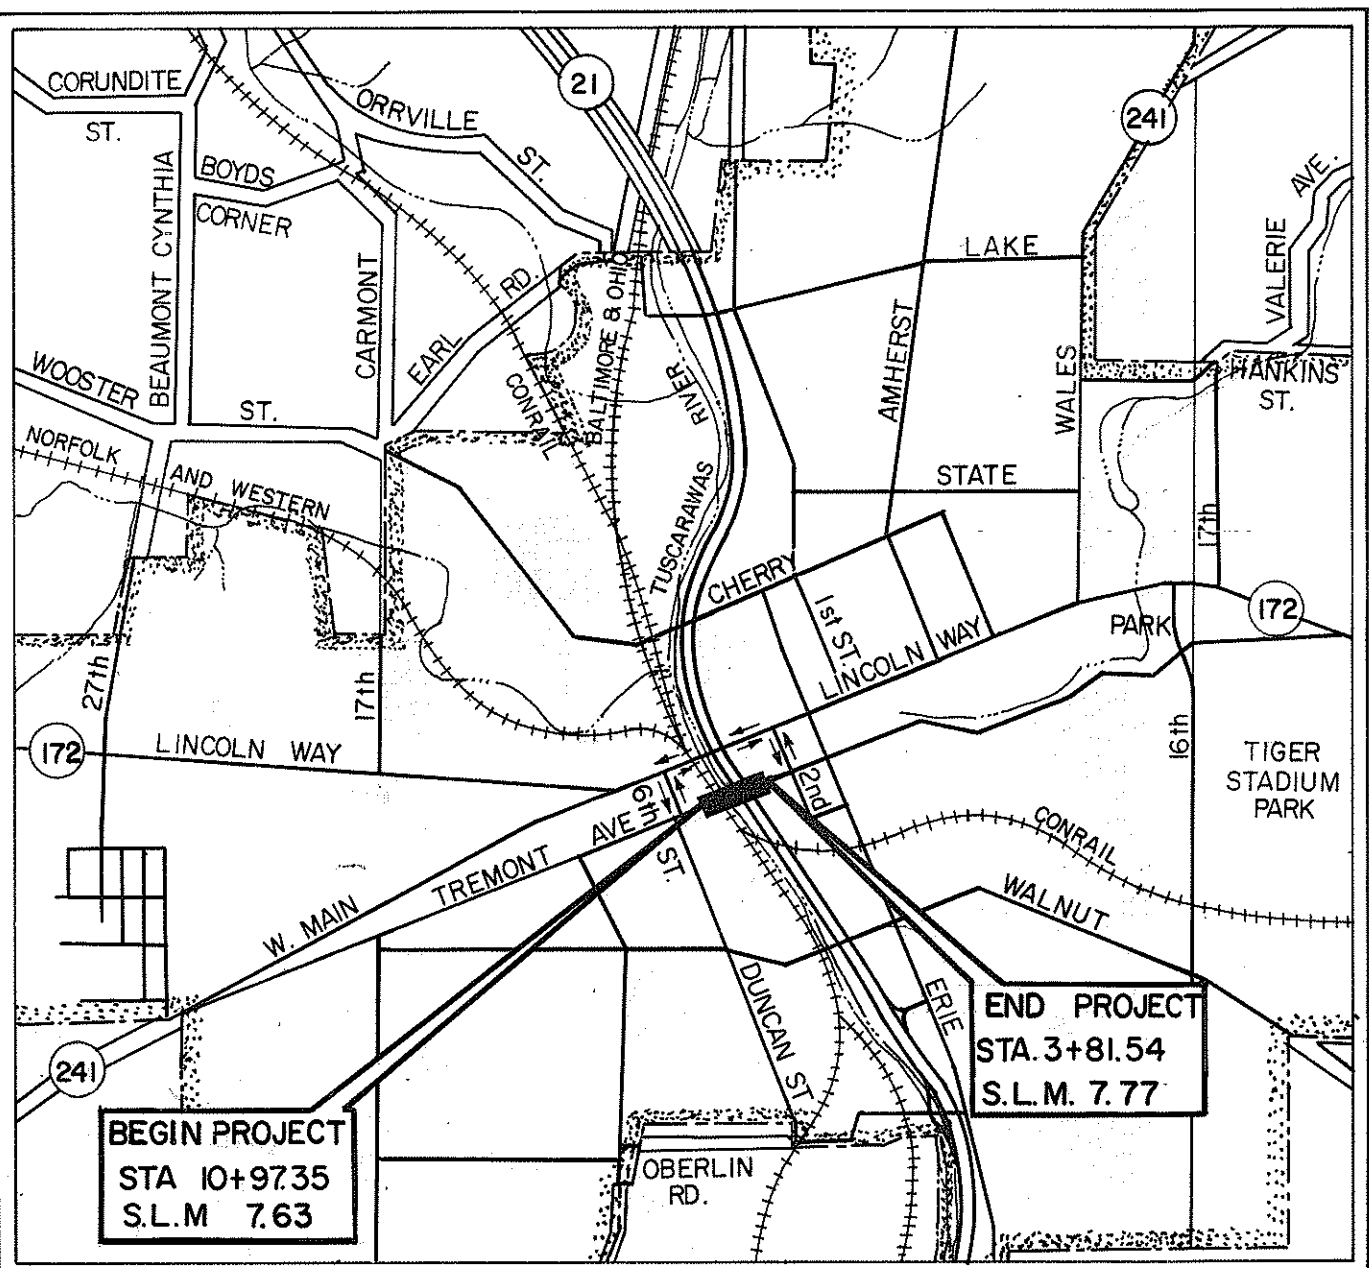 CORUNDITE
ST.
ORRVILLE
ST.
21
241
BOYDS
CORNER
BEAUMONT CYNTHIA
CARMONT
EARL
RD.
BALTIMORE & OHIO
CONRAIL
LAKE
AMHERST
WALES
VALERIE
AVE.
HANKINS
ST.
WOOSTER
ST.
NORFOLK
AND WESTERN
RIVER
TUSCARAWAS
STATE
17th
CHERRY
1st ST.
LINCOLN WAY
PARK
172
27th
17th
172
LINCOLN WAY
16th
TIGER
STADIUM
PARK
6th
ST.
2nd
W. MAIN
TREMONT AVE
CONRAIL
WALNUT
DUNCAN ST
ERIE
241
OBERLIN
RD.
BEGIN PROJECT
STA 10+97.35
S.L.M 7.63
END PROJECT
STA. 3+81.54
S.L.M. 7.77